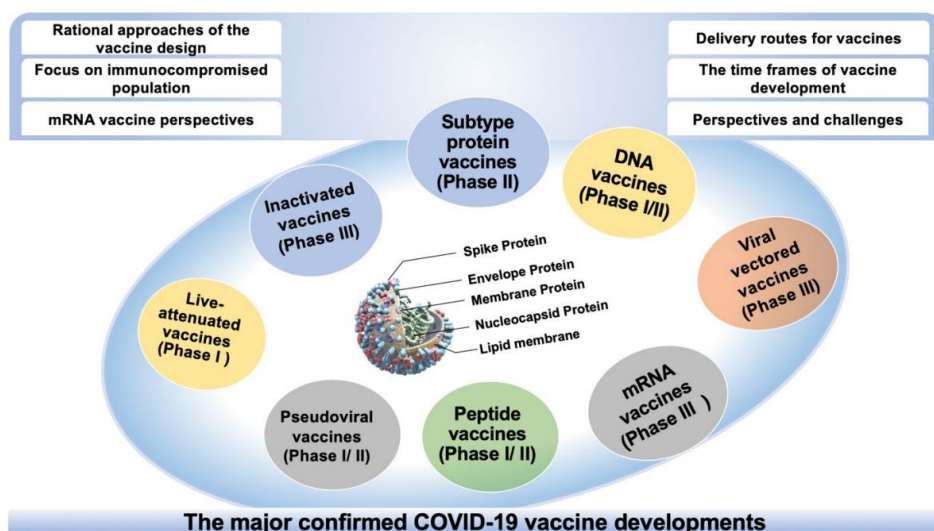 Rational approaches of the
vaccine design
Focus on immunocompromised
population
mRNA vaccine perspectives
Delivery routes for vaccines
The time frames of vaccine
development
Perspectives and challenges
Subtype
protein
vaccines
(Phase II)
DNA
vaccines
(Phase I/II)
Inactivated
vaccines
(Phase III)
Viral
vectored
vaccines
(Phase III)
Spike Protein
Envelope Protein
Membrane Protein
Nucleocapsid Protein
Lipid membrane
Live-
attenuated
vaccines
(Phase I )
mRNA
vaccines
(Phase III )
Pseudoviral
vaccines
(Phase I/ II)
Peptide
vaccines
(Phase I/ II)
The major confirmed COVID-19 vaccine developments